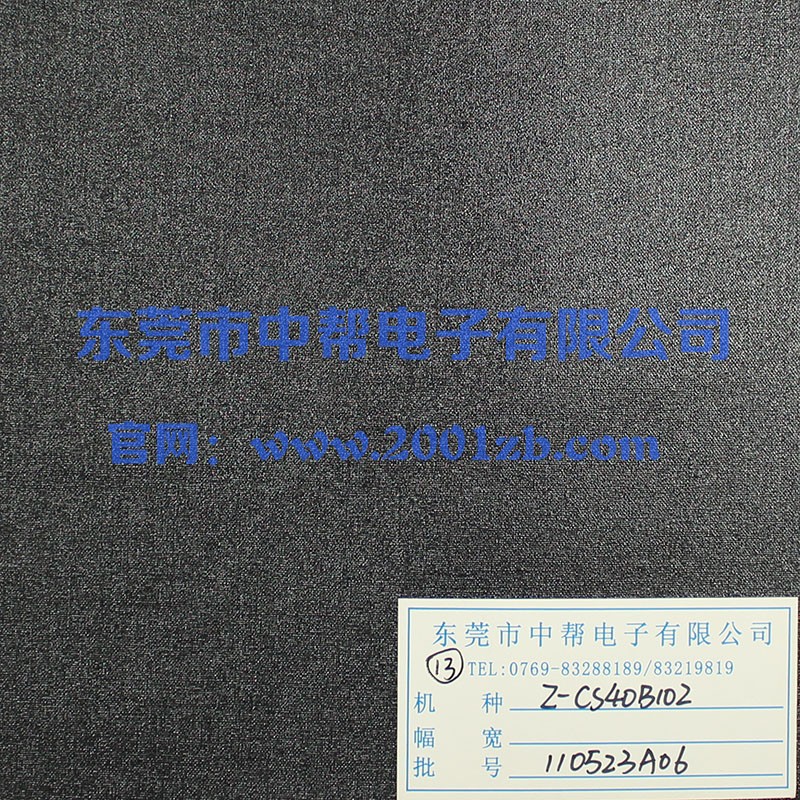 东莞市中帮电子有限公司
官网：www.2001zb.com
东莞市中帮电子有限公司
⑬ TEL:0769-83288189/83219819
机 种 Z-CS40B102
幅 宽
批 号 110523A06